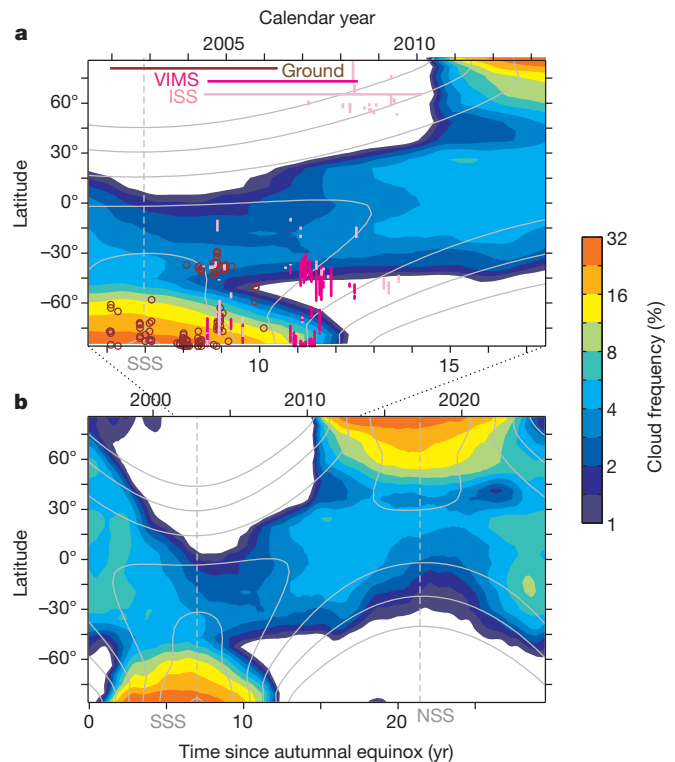 Calendar year
a
2005 2010
Ground
VIMS
ISS
60°
30°
0°
−30°
−60°
Latitude
SSS
10 15
32
16
8
4
2
1
Cloud frequency (%)
b
2000 2010 2020
60°
30°
0°
−30°
−60°
Latitude
0 SSS 10 20 NSS
Time since autumnal equinox (yr)